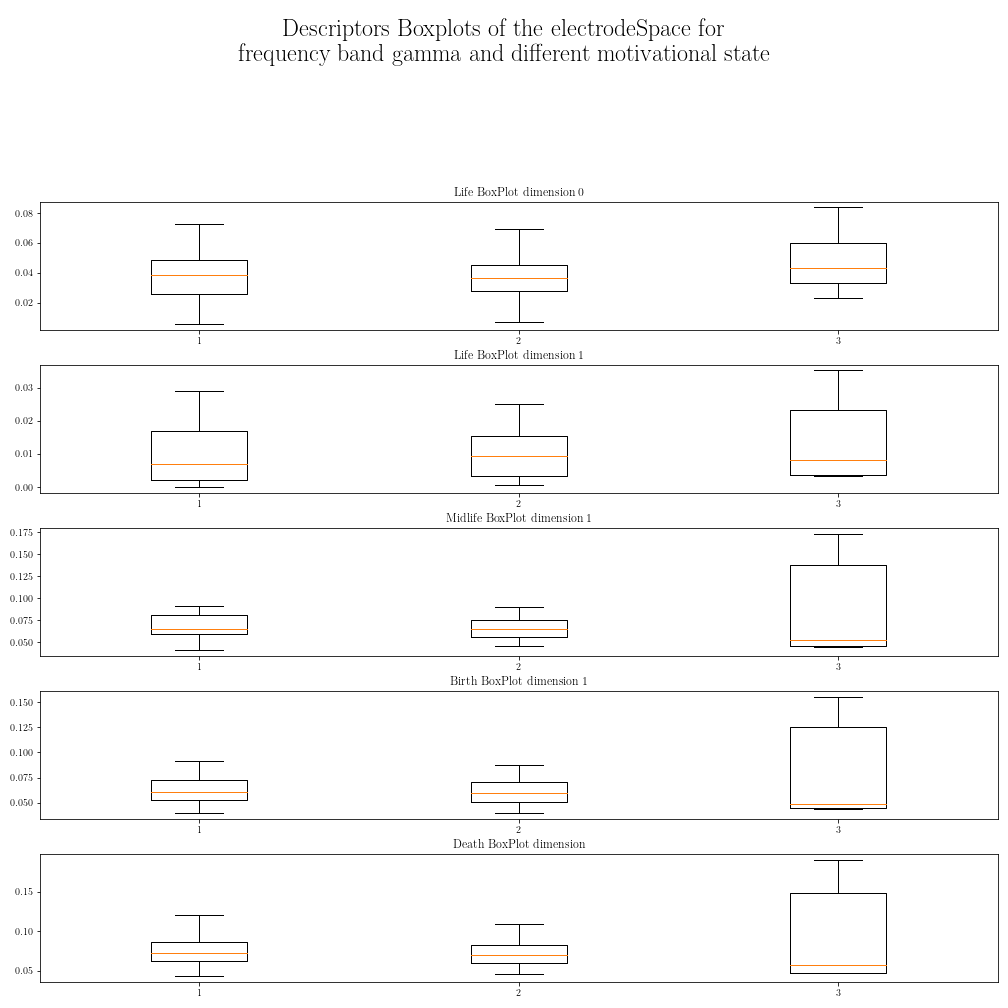 Descriptors Boxplots of the electrodeSpace for
frequency band gamma and different motivational state
Life BoxPlot dimension 0
0.08
0.06
0.04
0.02
1 2 3
Life BoxPlot dimension 1
0.03
0.02
0.01
0.00
1 2 3
Midlife BoxPlot dimension 1
0.175
0.150
0.125
0.100
0.075
0.050
1 2 3
Birth BoxPlot dimension 1
0.150
0.125
0.100
0.075
0.050
1 2 3
Death BoxPlot dimension
0.15
0.10
0.05
1 2 3